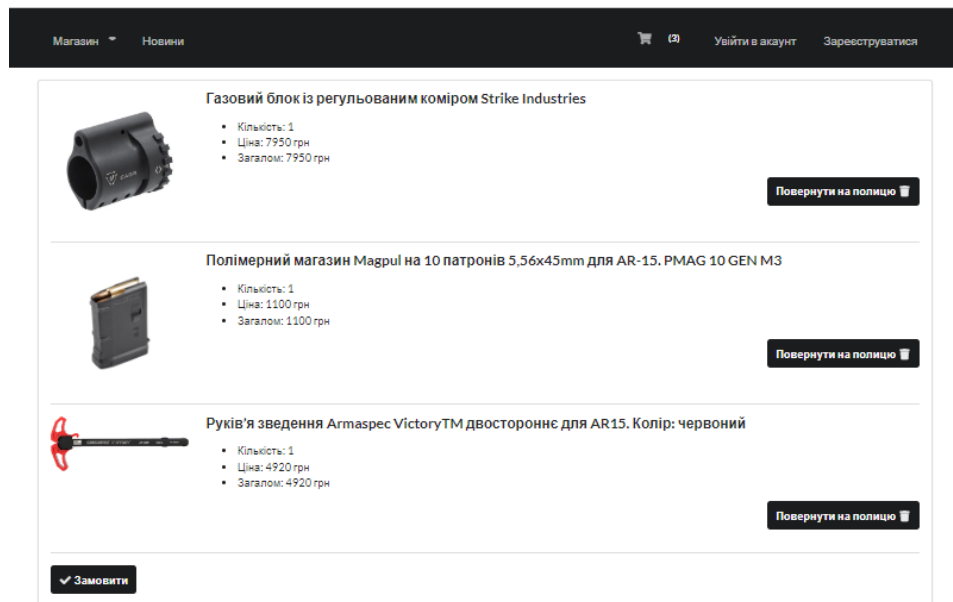 Магазин
Новини
(3)
Увійти в акаунт
Зареєструватися
Газовий блок із регульованим коміром Strike Industries
Кількість: 1
Ціна: 7950 грн
Загалом: 7950 грн
Повернути на полицю
Полімерний магазин Magpul на 10 патронів 5,56x45mm для AR-15. PMAG 10 GEN M3
Кількість: 1
Ціна: 1100 грн
Загалом: 1100 грн
Повернути на полицю
Руків'я зведення Armaspec VictoryTM двостороннє для AR15. Колір: червоний
Кількість: 1
Ціна: 4920 грн
Загалом: 4920 грн
Повернути на полицю
Замовити